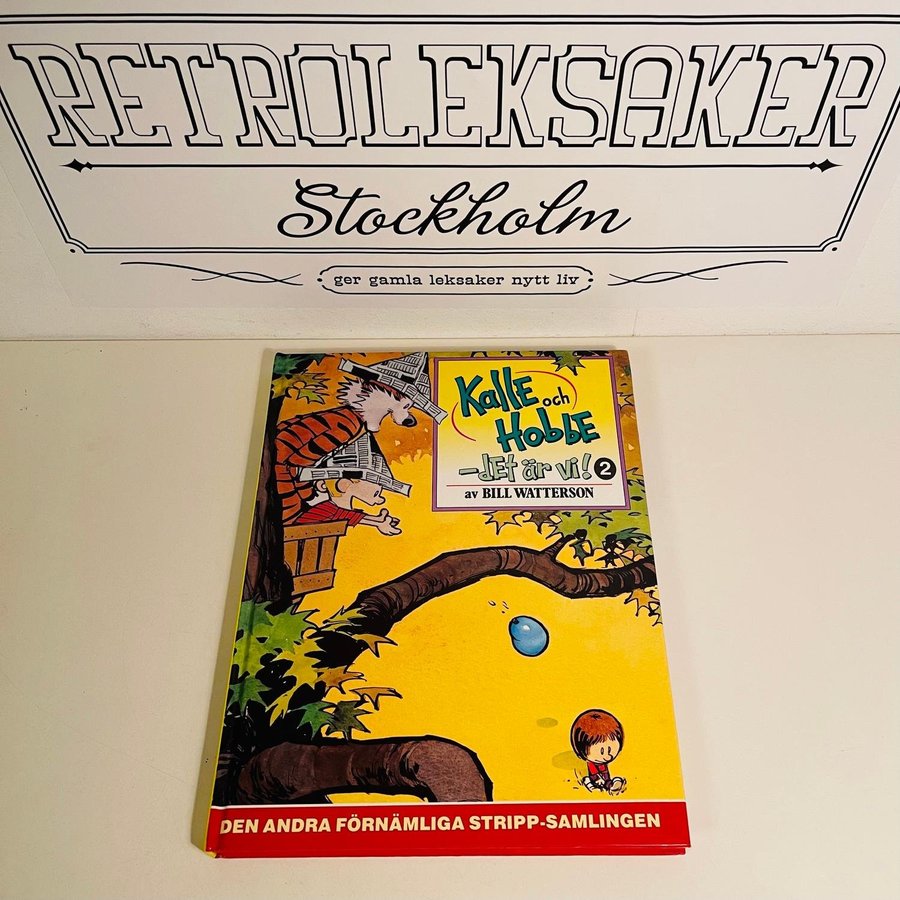 RETROLEKSAKER
Stockholm
ger gamla leksaker nytt liv
Kalle och
Hobbe
-det är vi! 2
av BILL WATTERSON
DEN ANDRA FÖRNÄMLIGA STRIPP-SAMLINGEN